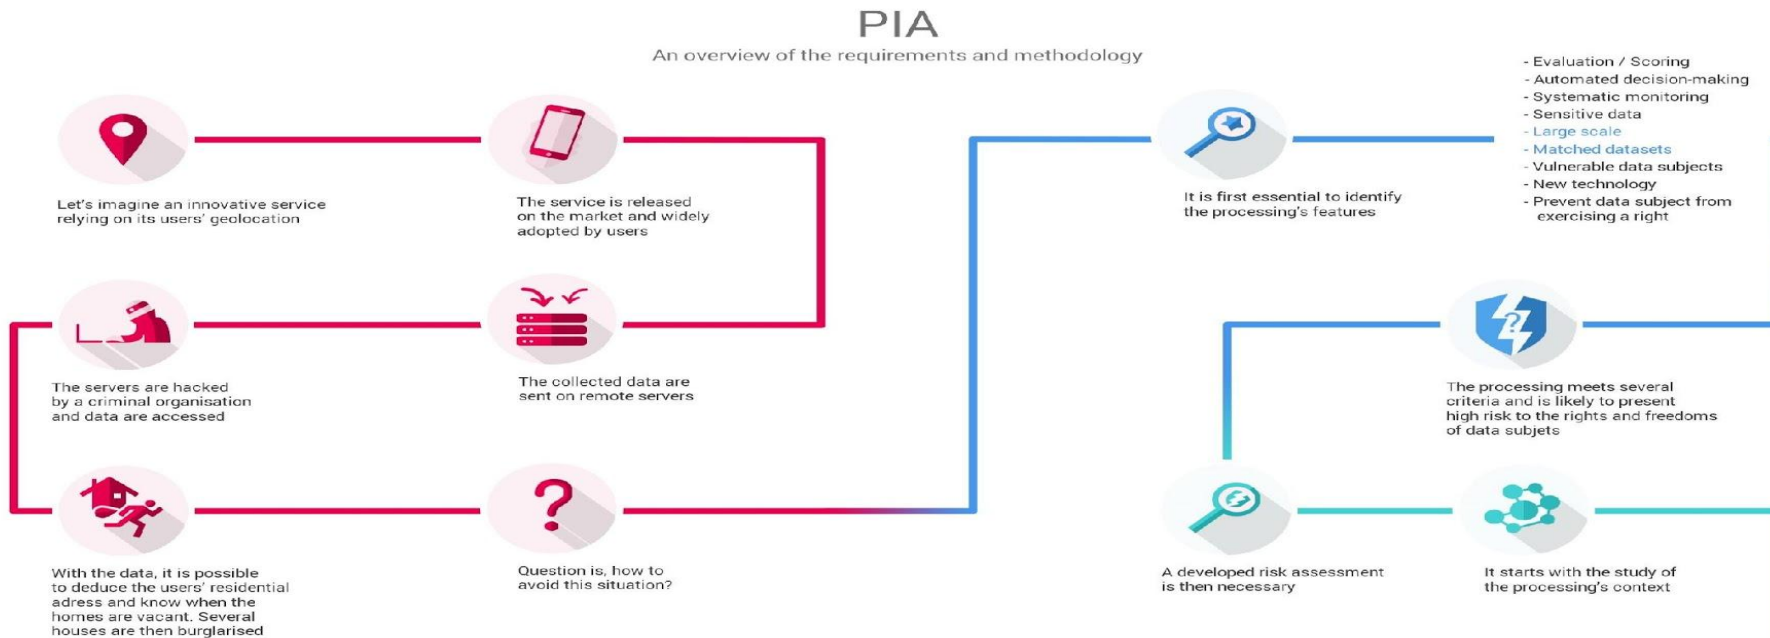 PIA
An overview of the requirements and methodology
Let's imagine an innovative service
relying on its users' geolocation
The service is released
on the market and widely
adopted by users
The collected data are
sent on remote servers
The servers are hacked
by a criminal organisation
and data are accessed
With the data, it is possible
to deduce the users' residential
adress and know when the
homes are vacant. Several
houses are then burglarised
Question is, how to
avoid this situation?
It is first essential to identify
the processing's features
- Evaluation / Scoring
- Automated decision-making
- Systematic monitoring
- Sensitive data
- Large scale
- Matched datasets
- Vulnerable data subjects
- New technology
- Prevent data subject from
exercising a right
The processing meets several
criteria and is likely to present
high risk to the rights and freedoms
of data subjets
A developed risk assessment
is then necessary
It starts with the study of
the processing's context